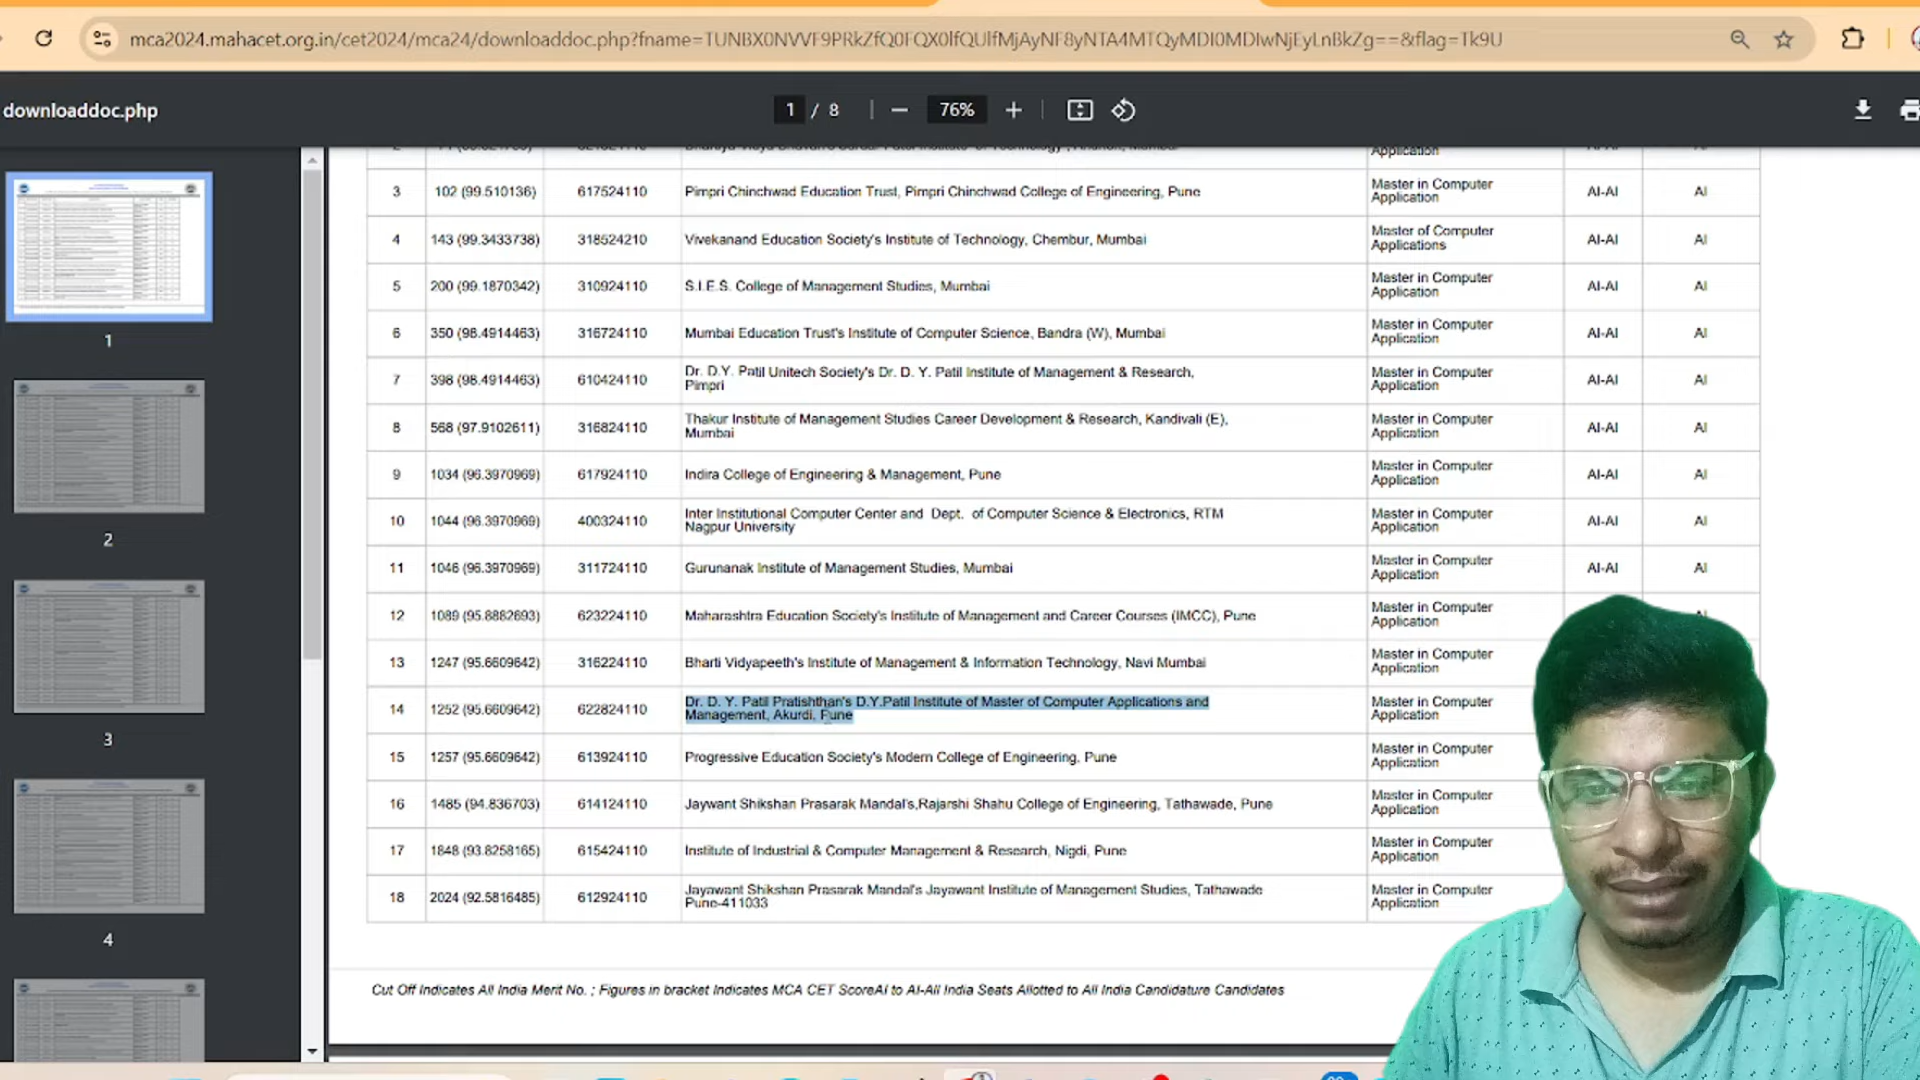 mca2024.mahacet.org.in/cet2024/mca24/downloaddoc.php?fname=TUNBX0NVVF9PRkZfQ0FQX0lfQUlfMjAyNF8yNTA4MTQyMDI0MDIwNjEyLnBkZg==&flag=Tk9U
downloaddoc.php
1 / 8
76%
Application
3 102 (99.510136) 617524110 Pimpri Chinchwad Education Trust, Pimpri Chinchwad College of Engineering, Pune Master in Computer Application AI-AI AI
4 143 (99.3433738) 318524210 Vivekanand Education Society's Institute of Technology, Chembur, Mumbai Master of Computer Applications AI-AI AI
5 200 (99.1870342) 310924110 S.I.E.S. College of Management Studies, Mumbai Master in Computer Application AI-AI AI
6 350 (98.4914463) 316724110 Mumbai Education Trust's Institute of Computer Science, Bandra (W), Mumbai Master in Computer Application AI-AI AI
7 398 (98.4914463) 610424110 Dr. D.Y. Patil Unitech Society's Dr. D. Y. Patil Institute of Management & Research, Pimpri Master in Computer Application AI-AI AI
8 568 (97.9102611) 316824110 Thakur Institute of Management Studies Career Development & Research, Kandivali (E), Mumbai Master in Computer Application AI-AI AI
9 1034 (96.3970969) 617924110 Indira College of Engineering & Management, Pune Master in Computer Application AI-AI AI
10 1044 (96.3970969) 400324110 Inter Institutional Computer Center and Dept. of Computer Science & Electronics, RTM Nagpur University Master in Computer Application AI-AI AI
11 1046 (96.3970969) 311724110 Gurunanak Institute of Management Studies, Mumbai Master in Computer Application AI-AI AI
12 1089 (95.8882693) 623224110 Maharashtra Education Society's Institute of Management and Career Courses (IMCC), Pune Master in Computer Application
13 1247 (95.6609642) 316224110 Bharti Vidyapeeth's Institute of Management & Information Technology, Navi Mumbai Master in Computer Application
14 1252 (95.6609642) 622824110 Dr. D. Y. Patil Pratishthan's D.Y.Patil Institute of Master of Computer Applications and Management, Akurdi, Pune Master in Computer Application
15 1257 (95.6609642) 613924110 Progressive Education Society's Modern College of Engineering, Pune Master in Computer Application
16 1485 (94.836703) 614124110 Jaywant Shikshan Prasarak Mandal's,Rajarshi Shahu College of Engineering, Tathawade, Pune Master in Computer Application
17 1848 (93.8258165) 615424110 Institute of Industrial & Computer Management & Research, Nigdi, Pune Master in Computer Application
18 2024 (92.5816485) 612924110 Jayawant Shikshan Prasarak Mandal's Jayawant Institute of Management Studies, Tathawade Pune-411033 Master in Computer Application
Cut Off Indicates All India Merit No. ; Figures in bracket Indicates MCA CET ScoreAI to AI-All India Seats Allotted to All India Candidature Candidates
1
2
3
4